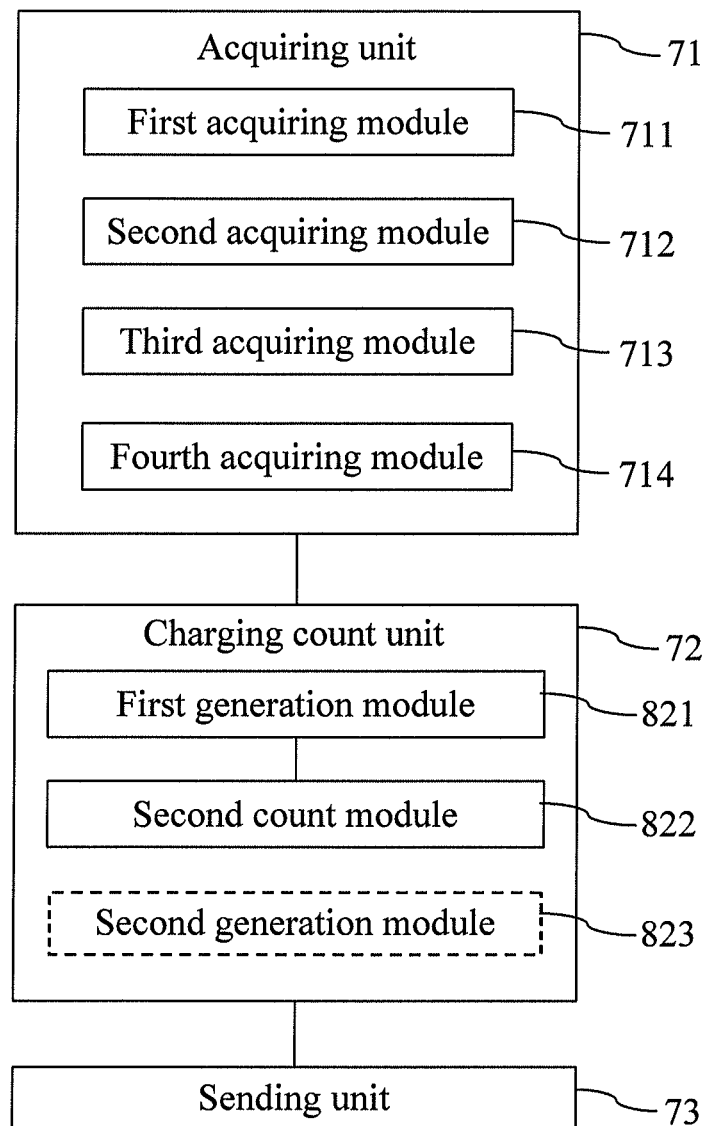 Acquiring unit 71
First acquiring module 711
Second acquiring module 712
Third acquiring module 713
Fourth acquiring module 714
Charging count unit 72
First generation module 821
Second count module 822
Second generation module 823
Sending unit 73